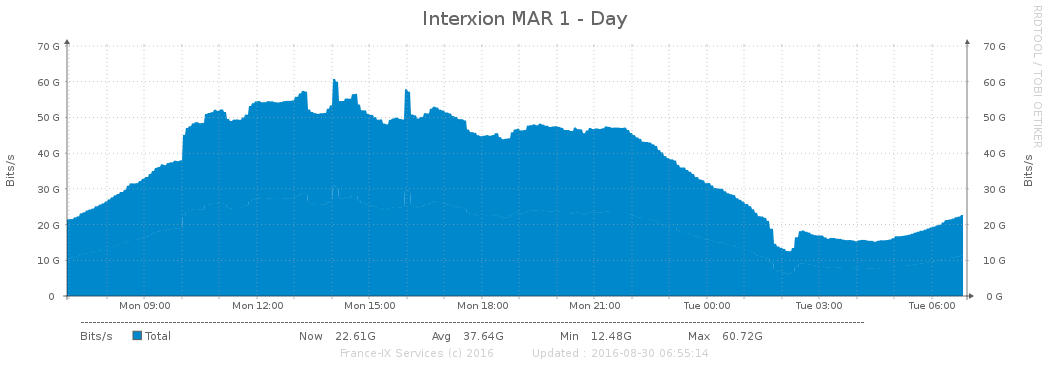 Interxion MAR 1 - Day
RRDTOOL / TOBI OETIKER
Bits/s
70 G 70 G
60 G 60 G
50 G 50 G
40 G 40 G
30 G 30 G
20 G 20 G
10 G 10 G
0 0 G
Bits/s
Mon 09:00 Mon 12:00 Mon 15:00 Mon 18:00 Mon 21:00 Tue 00:00 Tue 03:00 Tue 06:00
Bits/s Total Now 22.61G Avg 37.64G Min 12.48G Max 60.72G
France-IX Services (c) 2016 Updated : 2016-08-30 06:55:14